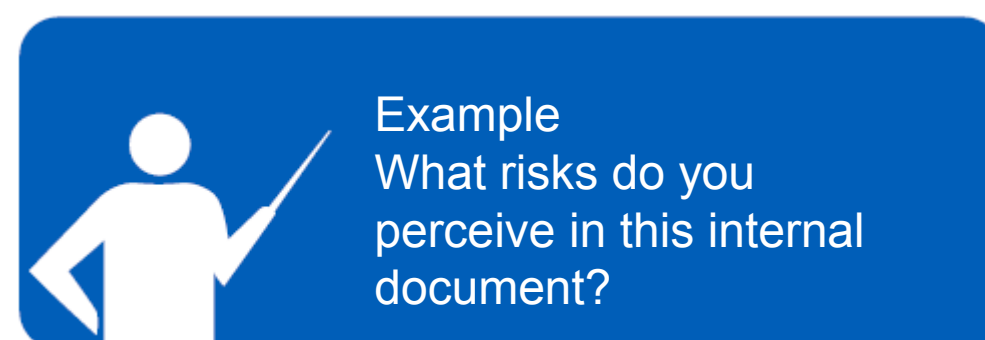 Example
What risks do you
perceive in this internal
document?